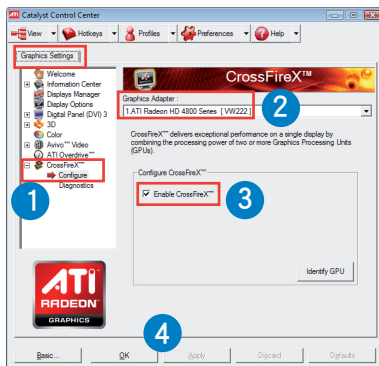 ATI Catalyst Control Center
View Hotkeys Profiles Preferences Help
Graphics Settings
Welcome
Information Center
Displays Manager
Display Options
Digital Panel (DVI) 3
3D
Color
Avivo™ Video
ATI Overdrive™
CrossFireX™
Configure
Diagnostics
1
ATI
RADEON
GRAPHICS
CrossFireX™
Graphics Adapter :
1.ATI Radeon HD 4800 Series [ VW222 ]
2
CrossFireX™ delivers exceptional performance on a single display by
combining the processing power of two or more Graphics Processing Units
(GPUs).
Configure CrossFireX™
Enable CrossFireX™
3
Identify GPU
4
Basic... OK Apply Discard Defaults